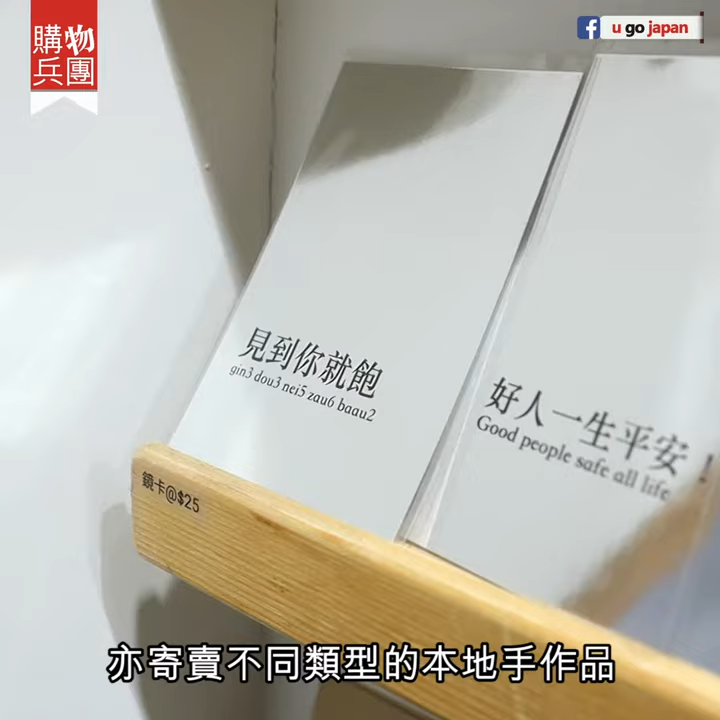 購物
兵團
u go japan
見到你就飽
gin3 dou3 nei5 zau6 baau2
好人一生平安！
Good people safe all life
鏡卡@$25
亦寄賣不同類型的本地手作品